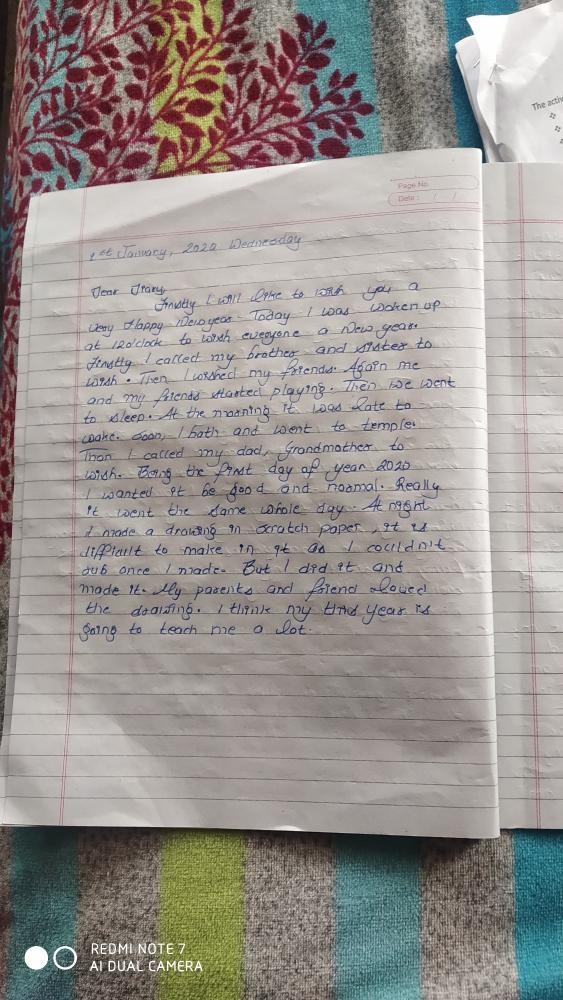 The activ
Page No.
Date : / /
1st January, 2020 Wednesday
Dear Diary,
Firstly I will like to wish you a
very Happy New year. Today I was woken up
at 12 o'clock to wish everyone a New year.
Firstly I called my brother and sister to
wish. Then I wished my friends. Again me
and my friends started playing. Then we went
to sleep. At the morning it was late to
wake. Soon, I bath and went to temple.
Than I called my dad, Grandmother to
wish. Being the first day of year 2020
I wanted it be good and normal. Really
it went the same whole day. At night
I made a drawing in scratch paper, it is
difficult to make in it as I couldn't
rub once I made. But I did it and
made it. My parents and friend loved
the drawing. I think my this year is
going to teach me a lot.
REDMI NOTE 7
AI DUAL CAMERA